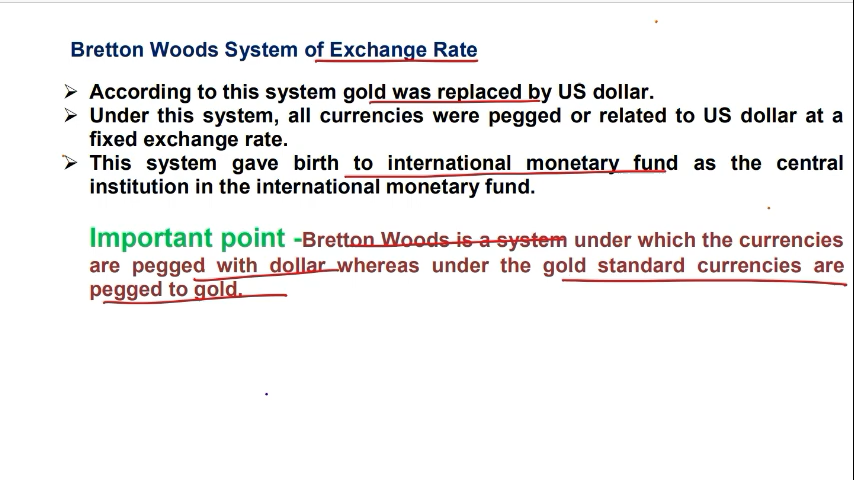 Bretton Woods System of Exchange Rate
➢ According to this system gold was replaced by US dollar.
➢ Under this system, all currencies were pegged or related to US dollar at a
fixed exchange rate.
➢ This system gave birth to international monetary fund as the central
institution in the international monetary fund.
Important point -Bretton Woods is a system under which the currencies
are pegged with dollar whereas under the gold standard currencies are
pegged to gold.